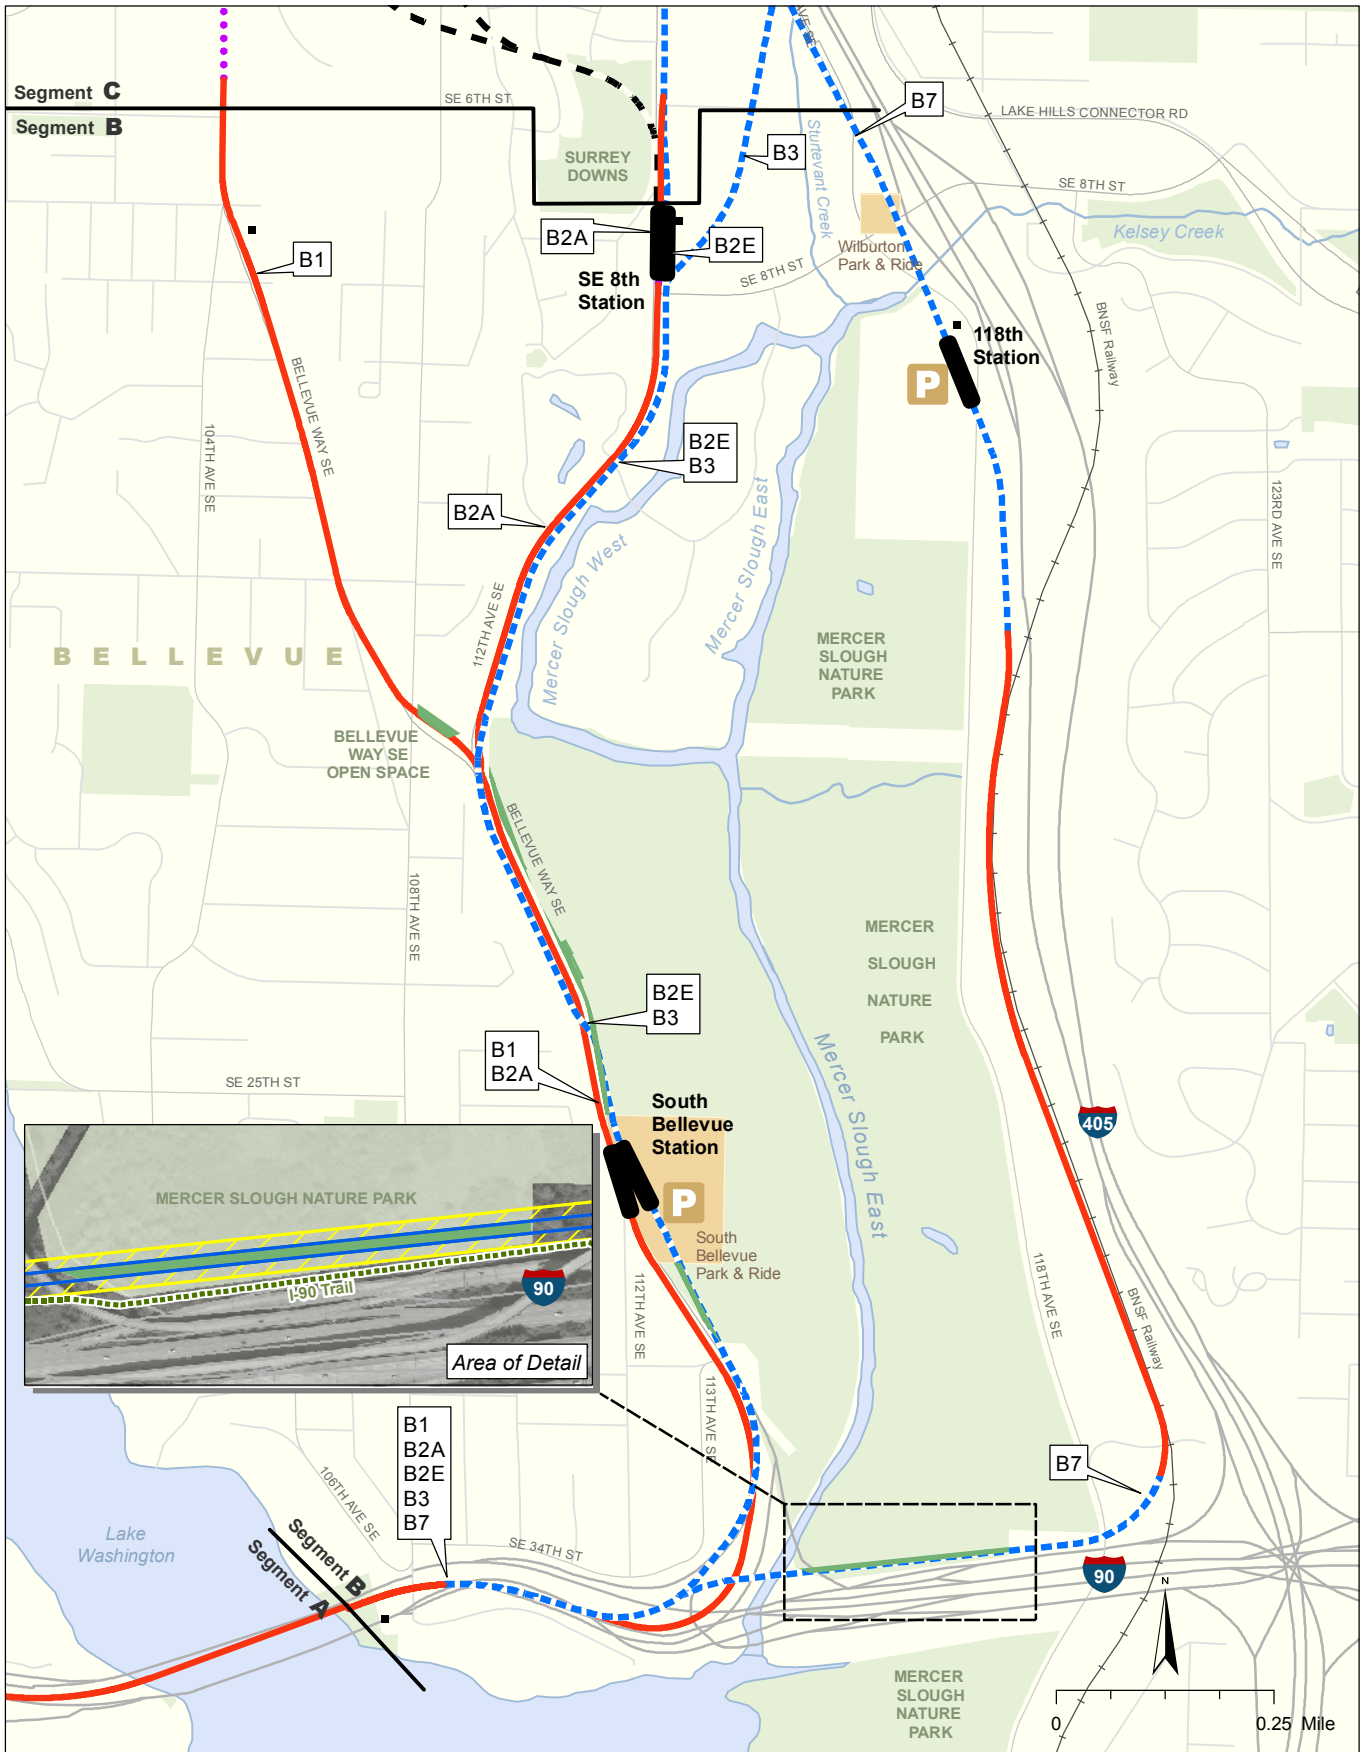 AVE SE
Segment C
Segment B
SE 6TH ST
B7
LAKE HILLS CONNECTOR RD
B3
SURREY
DOWNS
Sturtevant Creek
SE 8TH ST
B2A
B2E
Kelsey Creek
Wilburton
Park & Ride
B1
SE 8th
Station
SE 8TH ST
BNSF Railway
118th
Station
P
BELLEVUE WAY SE
104TH AVE SE
B2E
B3
B2A
Mercer Slough East
123RD AVE SE
Mercer Slough West
112TH AVE SE
BELLEVUE
MERCER
SLOUGH
NATURE
PARK
BELLEVUE
WAY SE
OPEN SPACE
BELLEVUE WAY SE
108TH AVE SE
MERCER
SLOUGH
NATURE
PARK
B2E
B3
B1
B2A
SE 25TH ST
Mercer Slough East
South
Bellevue
Station
405
P
South
Bellevue
Park & Ride
MERCER SLOUGH NATURE PARK
I-90 Trail
90
Area of Detail
112TH AVE SE
118TH AVE SE
BNSF Railway
113TH AVE SE
B1
B2A
B2E
B3
B7
B7
106TH AVE SE
Lake
Washington
SE 34TH ST
Segment B
Segment A
90
N
MERCER
SLOUGH
NATURE
PARK
0 0.25 Mile